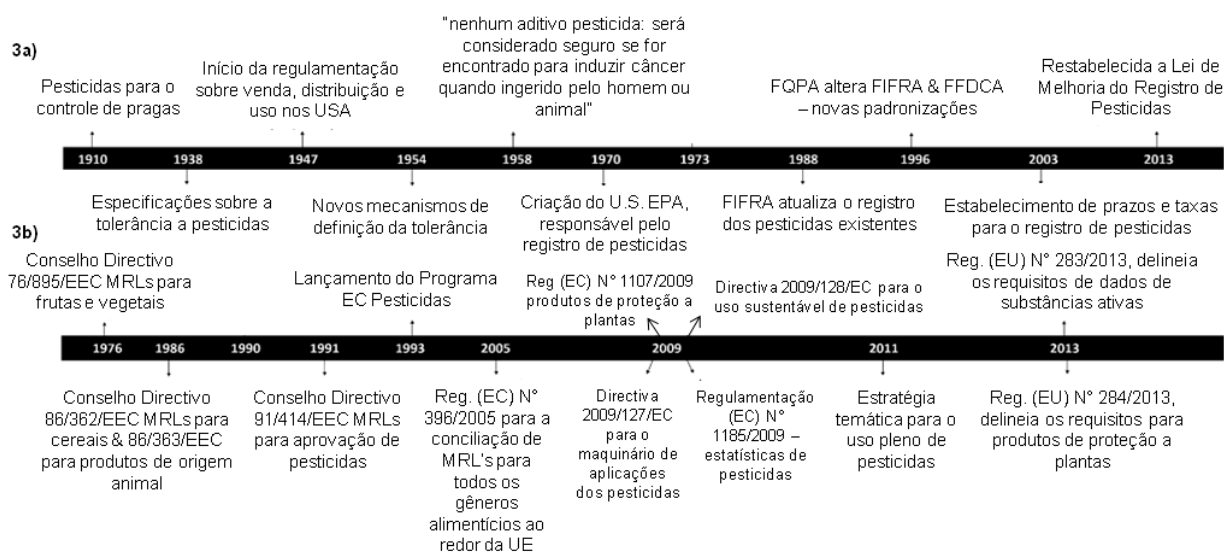 3a)
Pesticidas para o
controle de pragas
Início da regulamentação
sobre venda, distribuição e
uso nos USA
"nenhum aditivo pesticida: será
considerado seguro se for
encontrado para induzir câncer
quando ingerido pelo homem ou
animal"
FQPA altera FIFRA & FFDCA
– novas padronizações
Restabelecida a Lei de
Melhoria do Registro de
Pesticidas
1910 1938 1947 1954 1958 1970 1973 1988 1996 2003 2013
Especificações sobre a
tolerância a pesticidas
Novos mecanismos de
definição da tolerância
Criação do U.S. EPA,
responsável pelo
registro de pesticidas
FIFRA atualiza o registro
dos pesticidas existentes
Estabelecimento de prazos e taxas
para o registro de pesticidas
3b)
Conselho Directivo
76/895/EEC MRLs para
frutas e vegetais
Lançamento do Programa
EC Pesticidas
Reg (EC) N° 1107/2009
produtos de proteção a
plantas
Directiva 2009/128/EC para o
uso sustentável de pesticidas
Reg. (EU) N° 283/2013, delineia
os requisitos de dados de
substâncias ativas
1976 1986 1990 1991 1993 2005 2009 2011 2013
Conselho Directivo
86/362/EEC MRLs para
cereais & 86/363/EEC
para produtos de origem
animal
Conselho Directivo
91/414/EEC MRLs
para aprovação de
pesticidas
Reg. (EC) N°
396/2005 para a
conciliação de
MRL's para
todos os
gêneros
alimentícios ao
redor da UE
Directiva
2009/127/EC
para o
maquinário de
aplicações
dos pesticidas
Regulamentação
(EC) N°
1185/2009 –
estatísticas de
pesticidas
Estratégia
temática para o
uso pleno de
pesticidas
Reg. (EU) N° 284/2013,
delineia os requisitos para
produtos de proteção a
plantas